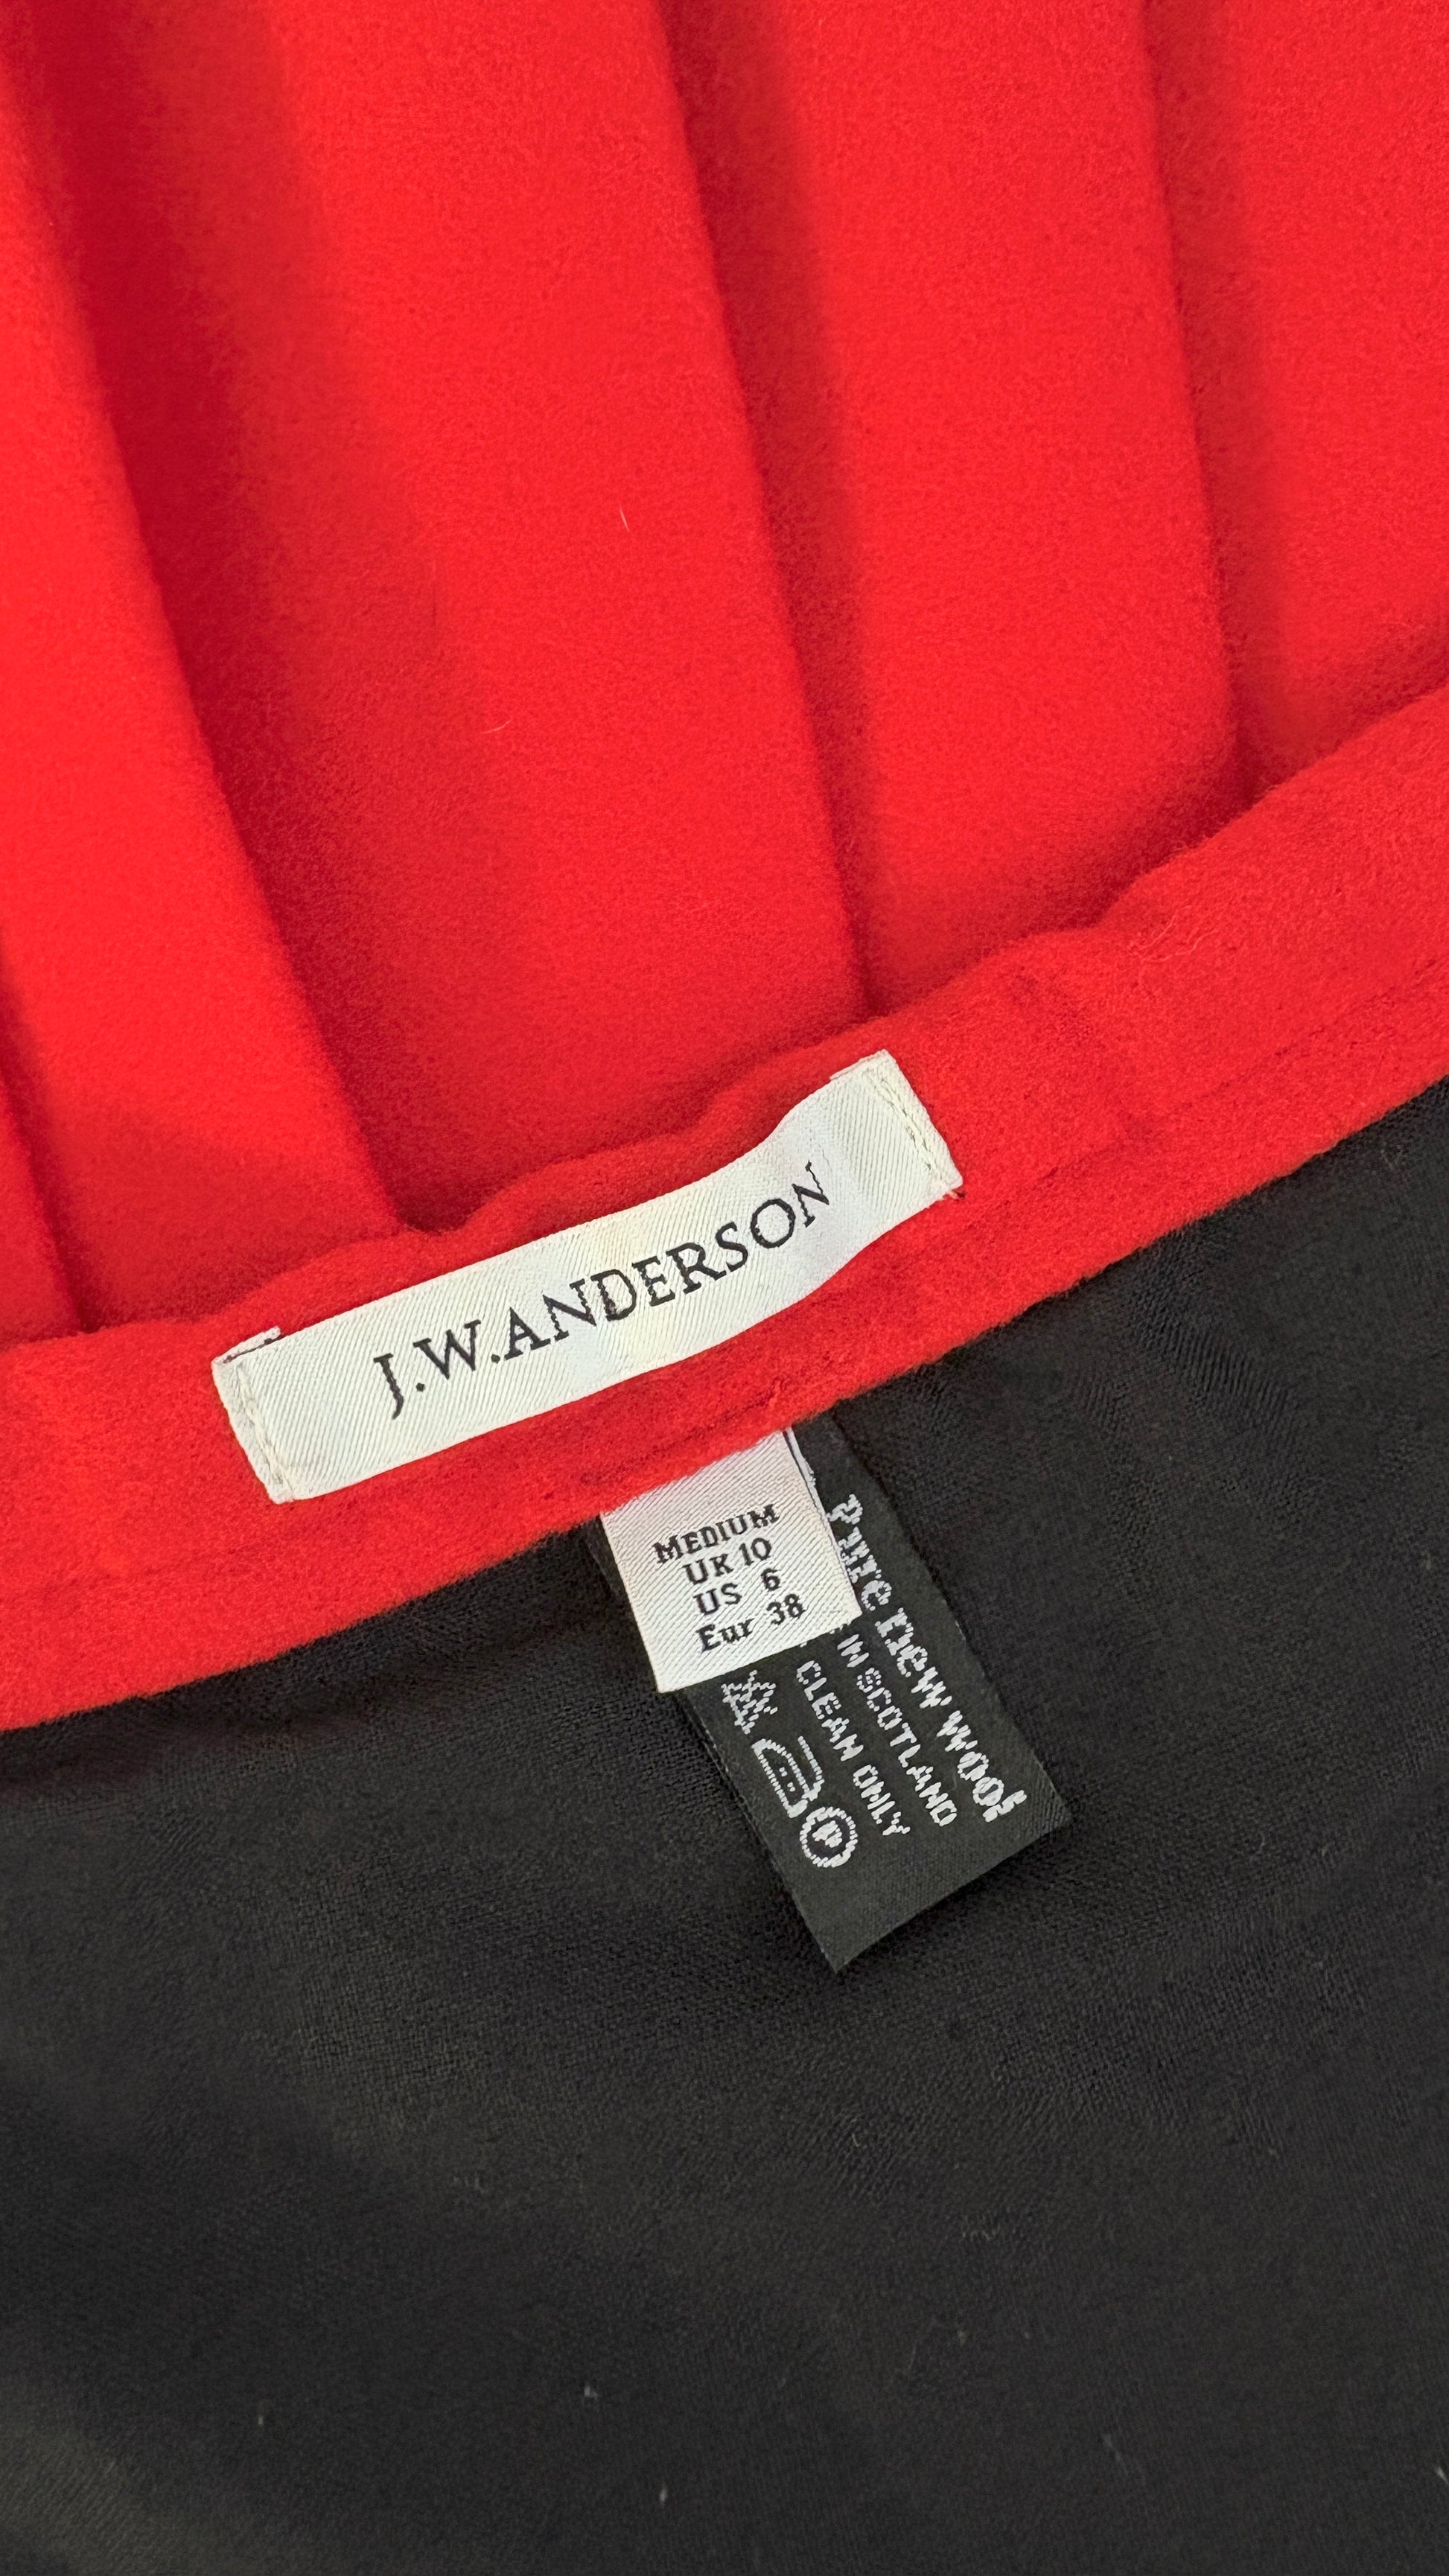 J.W.ANDERSON
MEDIUM
UK 10
US 6
Eur 38
Pure new wool
IN SCOTLAND
CLEAN ONLY
P